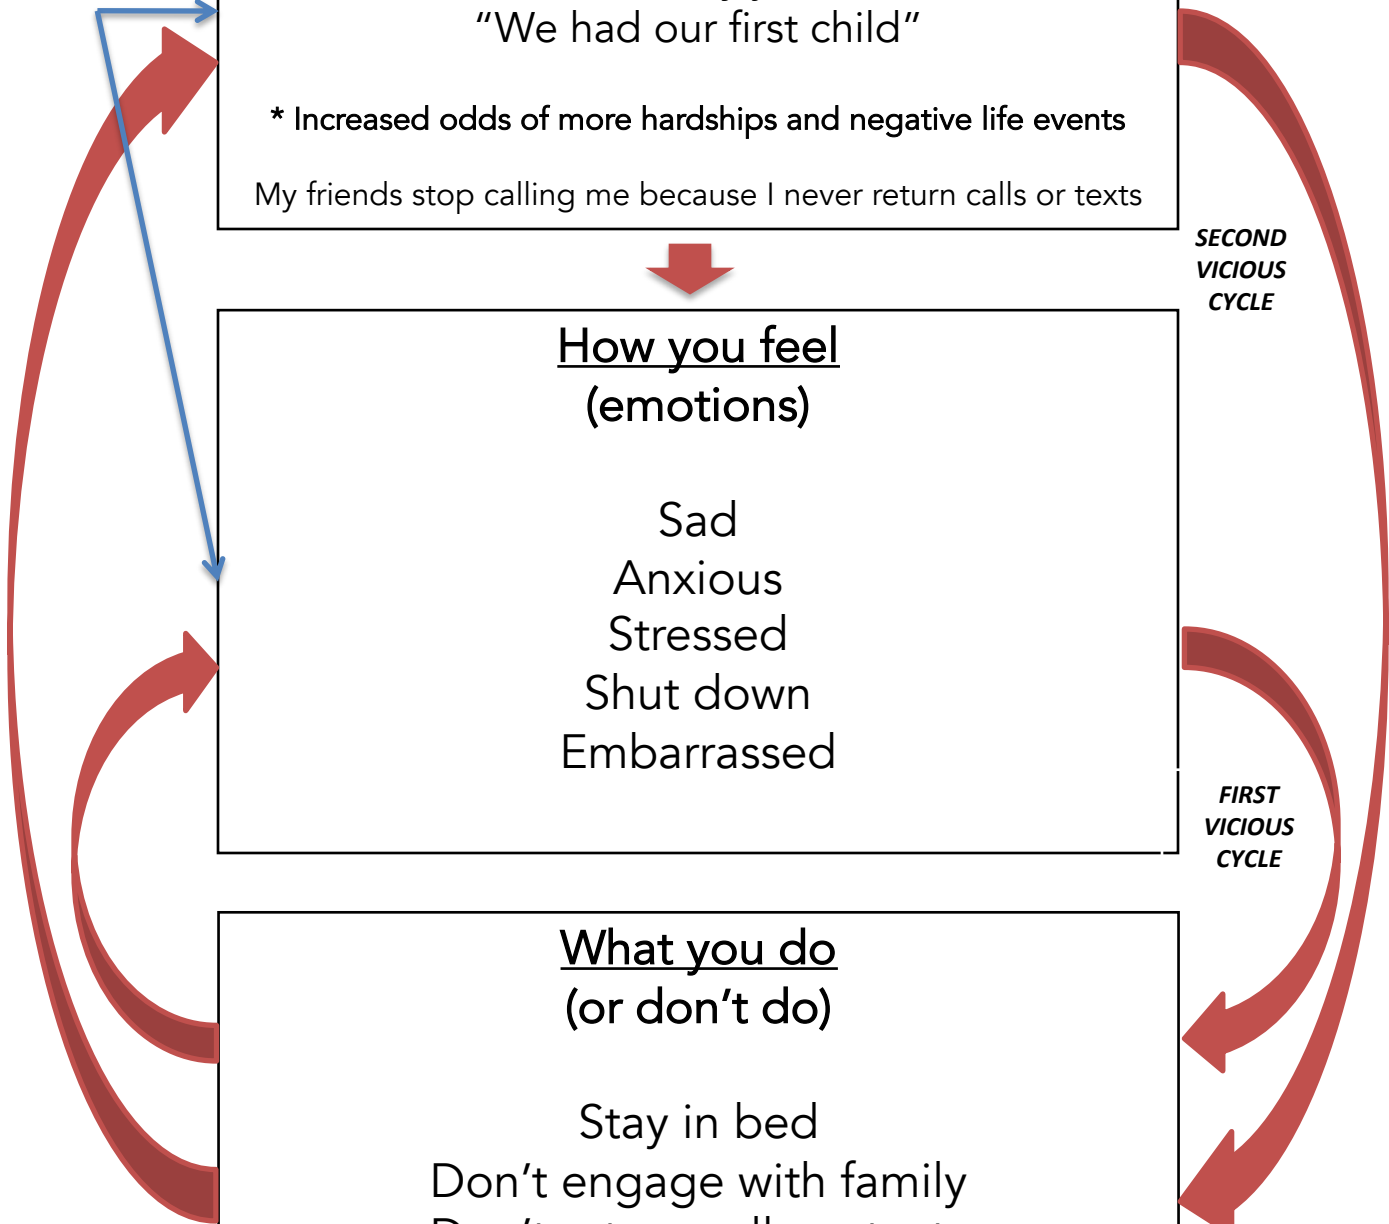 “We had our first child”
* Increased odds of more hardships and negative life events
My friends stop calling me because I never return calls or texts
SECOND
VICIOUS
CYCLE
How you feel
(emotions)
Sad
Anxious
Stressed
Shut down
Embarrassed
FIRST
VICIOUS
CYCLE
What you do
(or don’t do)
Stay in bed
Don’t engage with family